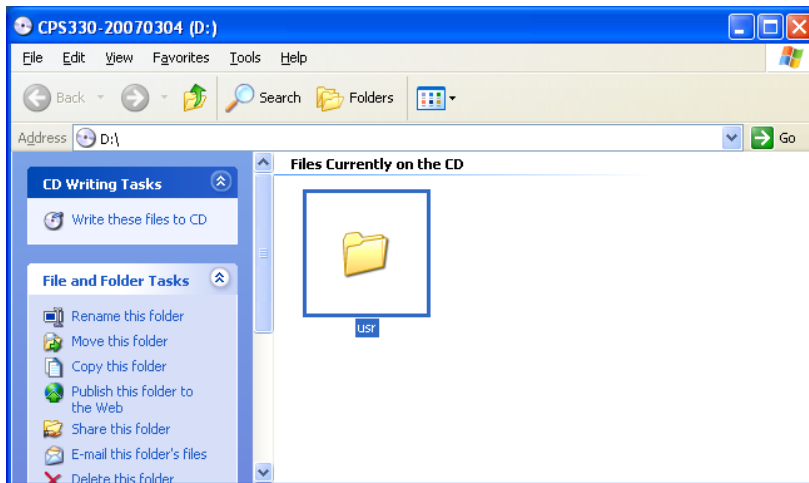 CPS330-20070304 (D:)
File Edit View Favorites Tools Help
Back Search Folders
Address D:\ Go
Files Currently on the CD
CD Writing Tasks
Write these files to CD
usr
File and Folder Tasks
Rename this folder
Move this folder
Copy this folder
Publish this folder to
the Web
Share this folder
E-mail this folder's files
Delete this folder